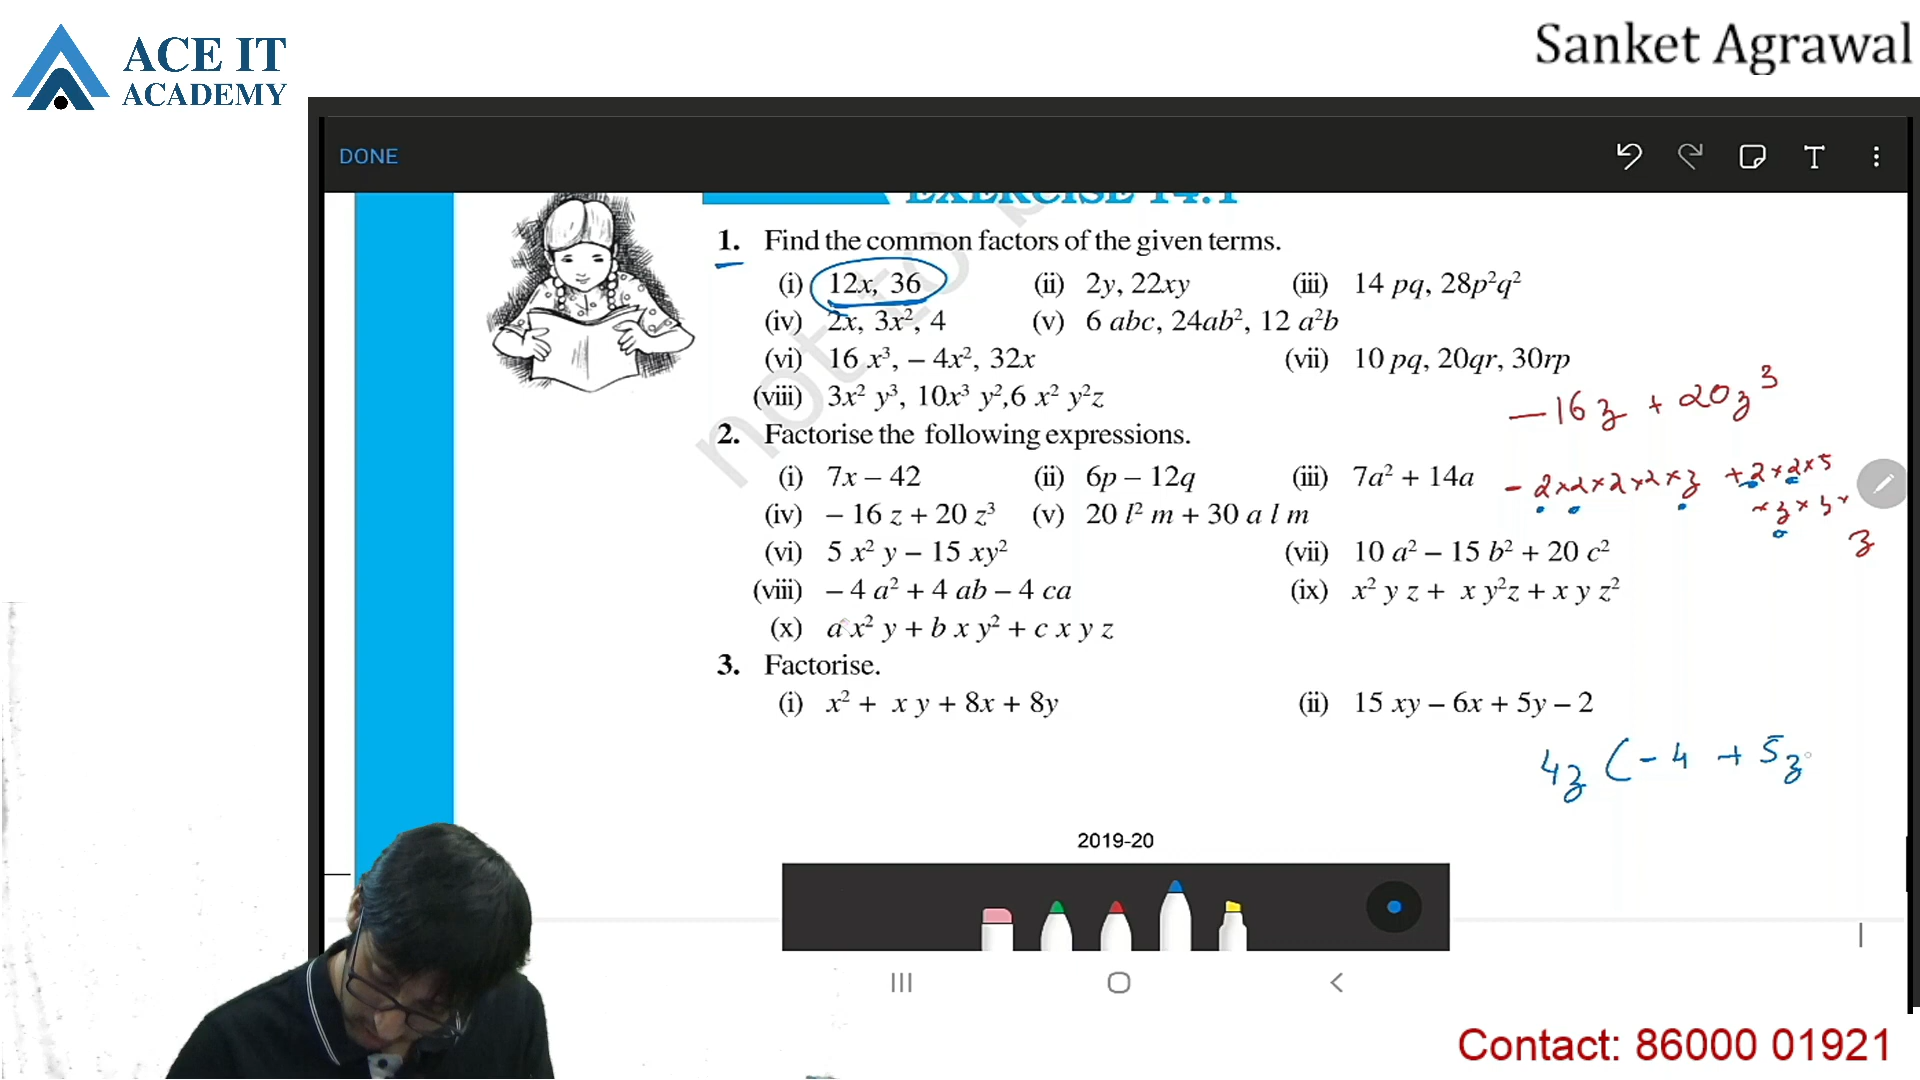 ACE IT
ACADEMY
Sanket Agrawal
DONE
T
EXERCISE 14.1
1. Find the common factors of the given terms.
(i) 12x, 36 (ii) 2y, 22xy (iii) 14 pq, 28p²q²
(iv) 2x, 3x², 4 (v) 6 abc, 24ab², 12 a²b
(vi) 16 x³, – 4x², 32x (vii) 10 pq, 20qr, 30rp
(viii) 3x² y³, 10x³ y²,6 x² y²z
2. Factorise the following expressions.
(i) 7x – 42 (ii) 6p – 12q (iii) 7a² + 14a
(iv) – 16 z + 20 z³ (v) 20 l² m + 30 a l m
(vi) 5 x² y – 15 xy² (vii) 10 a² – 15 b² + 20 c²
(viii) – 4 a² + 4 ab – 4 ca (ix) x² y z + x y²z + x y z²
(x) a x² y + b x y² + c x y z
3. Factorise.
(i) x² + x y + 8x + 8y (ii) 15 xy – 6x + 5y – 2
not to b
–16z + 20z³
- 2×2×2×2×z + 2×2×5
×z×z×
z
4z (-4 + 5z
2019-20
Contact: 86000 01921